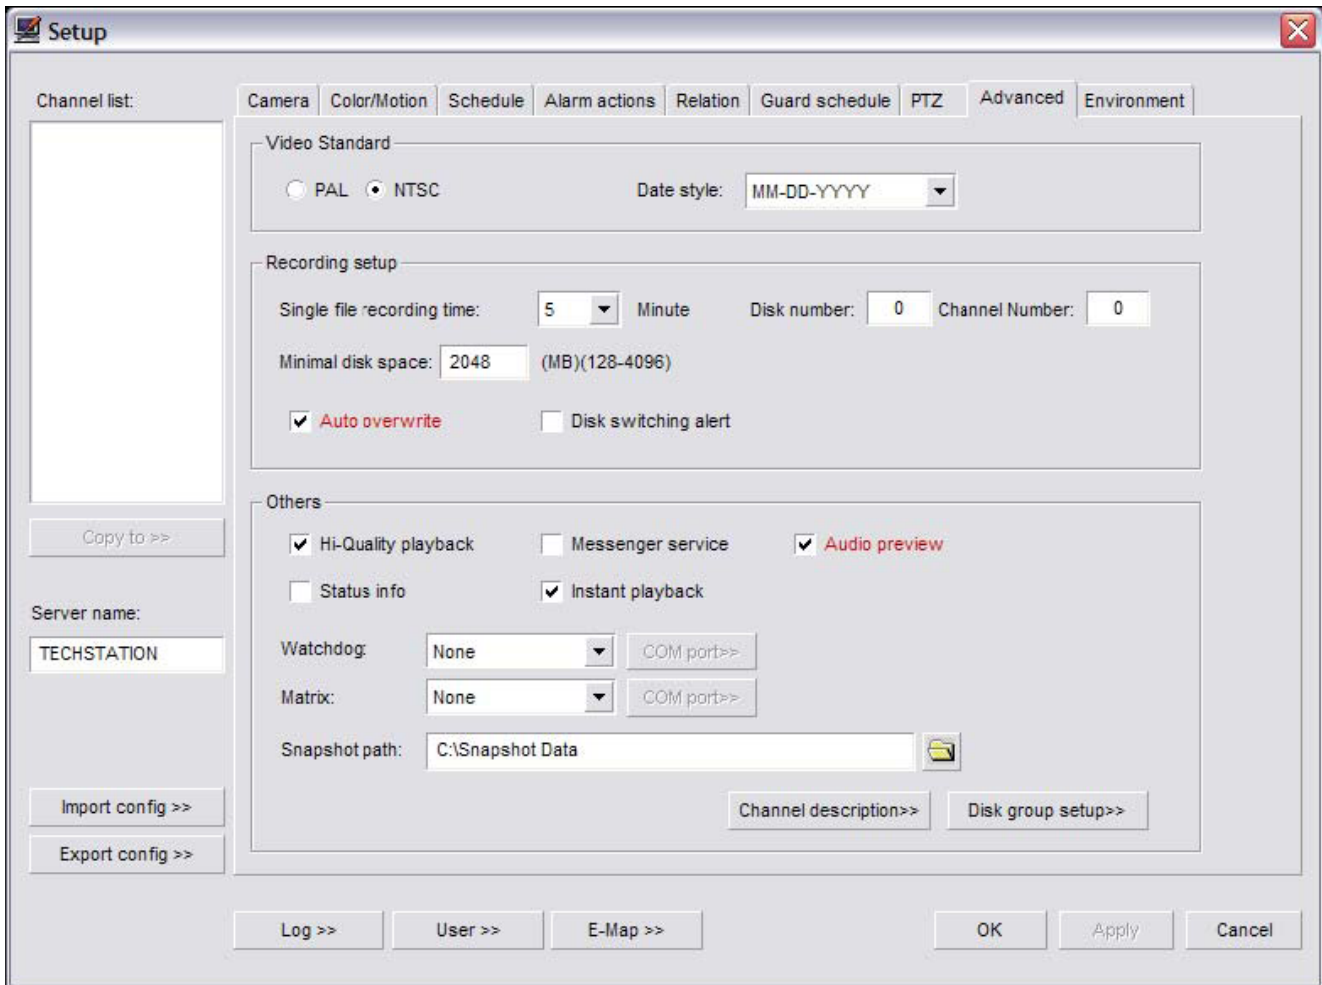 Setup
Channel list:
Camera Color/Motion Schedule Alarm actions Relation Guard schedule PTZ Advanced Environment
Video Standard
PAL NTSC Date style: MM-DD-YYYY
Recording setup
Single file recording time: 5 Minute Disk number: 0 Channel Number: 0
Minimal disk space: 2048 (MB)(128-4096)
Auto overwrite Disk switching alert
Others
Copy to >>
Hi-Quality playback Messenger service Audio preview
Status info Instant playback
Server name:
TECHSTATION
Watchdog: None COM port>>
Matrix: None COM port>>
Snapshot path: C:\Snapshot Data
Import config >>
Channel description>> Disk group setup>>
Export config >>
Log >> User >> E-Map >> OK Apply Cancel